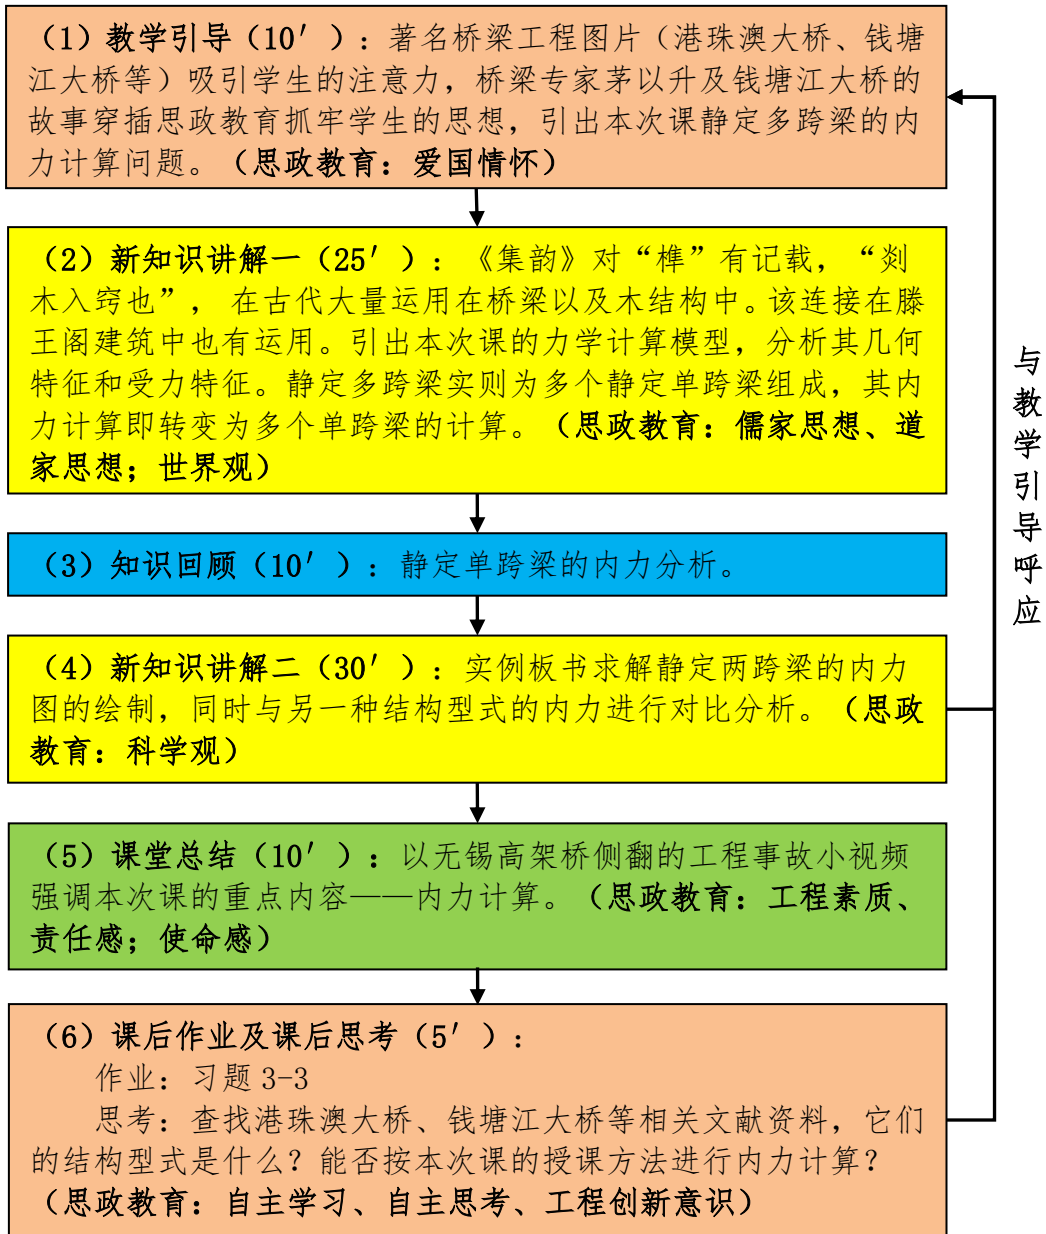 （1）教学引导（10′）：著名桥梁工程图片（港珠澳大桥、钱塘
江大桥等）吸引学生的注意力，桥梁专家茅以升及钱塘江大桥的
故事穿插思政教育抓牢学生的思想，引出本次课静定多跨梁的内
力计算问题。（思政教育：爱国情怀）
（2）新知识讲解一（25′）：《集韵》对“榫”有记载，“剡
木入窍也”， 在古代大量运用在桥梁以及木结构中。该连接在滕
王阁建筑中也有运用。引出本次课的力学计算模型，分析其几何
特征和受力特征。静定多跨梁实则为多个静定单跨梁组成，其内
力计算即转变为多个单跨梁的计算。（思政教育：儒家思想、道
家思想；世界观）
（3）知识回顾（10′）：静定单跨梁的内力分析。
（4）新知识讲解二（30′）：实例板书求解静定两跨梁的内力
图的绘制，同时与另一种结构型式的内力进行对比分析。（思政
教育：科学观）
（5）课堂总结（10′）：以无锡高架桥侧翻的工程事故小视频
强调本次课的重点内容——内力计算。（思政教育：工程素质、
责任感；使命感）
（6）课后作业及课后思考（5′）：
作业：习题 3-3
思考：查找港珠澳大桥、钱塘江大桥等相关文献资料，它们
的结构型式是什么？能否按本次课的授课方法进行内力计算？
（思政教育：自主学习、自主思考、工程创新意识）
与教学引导呼应